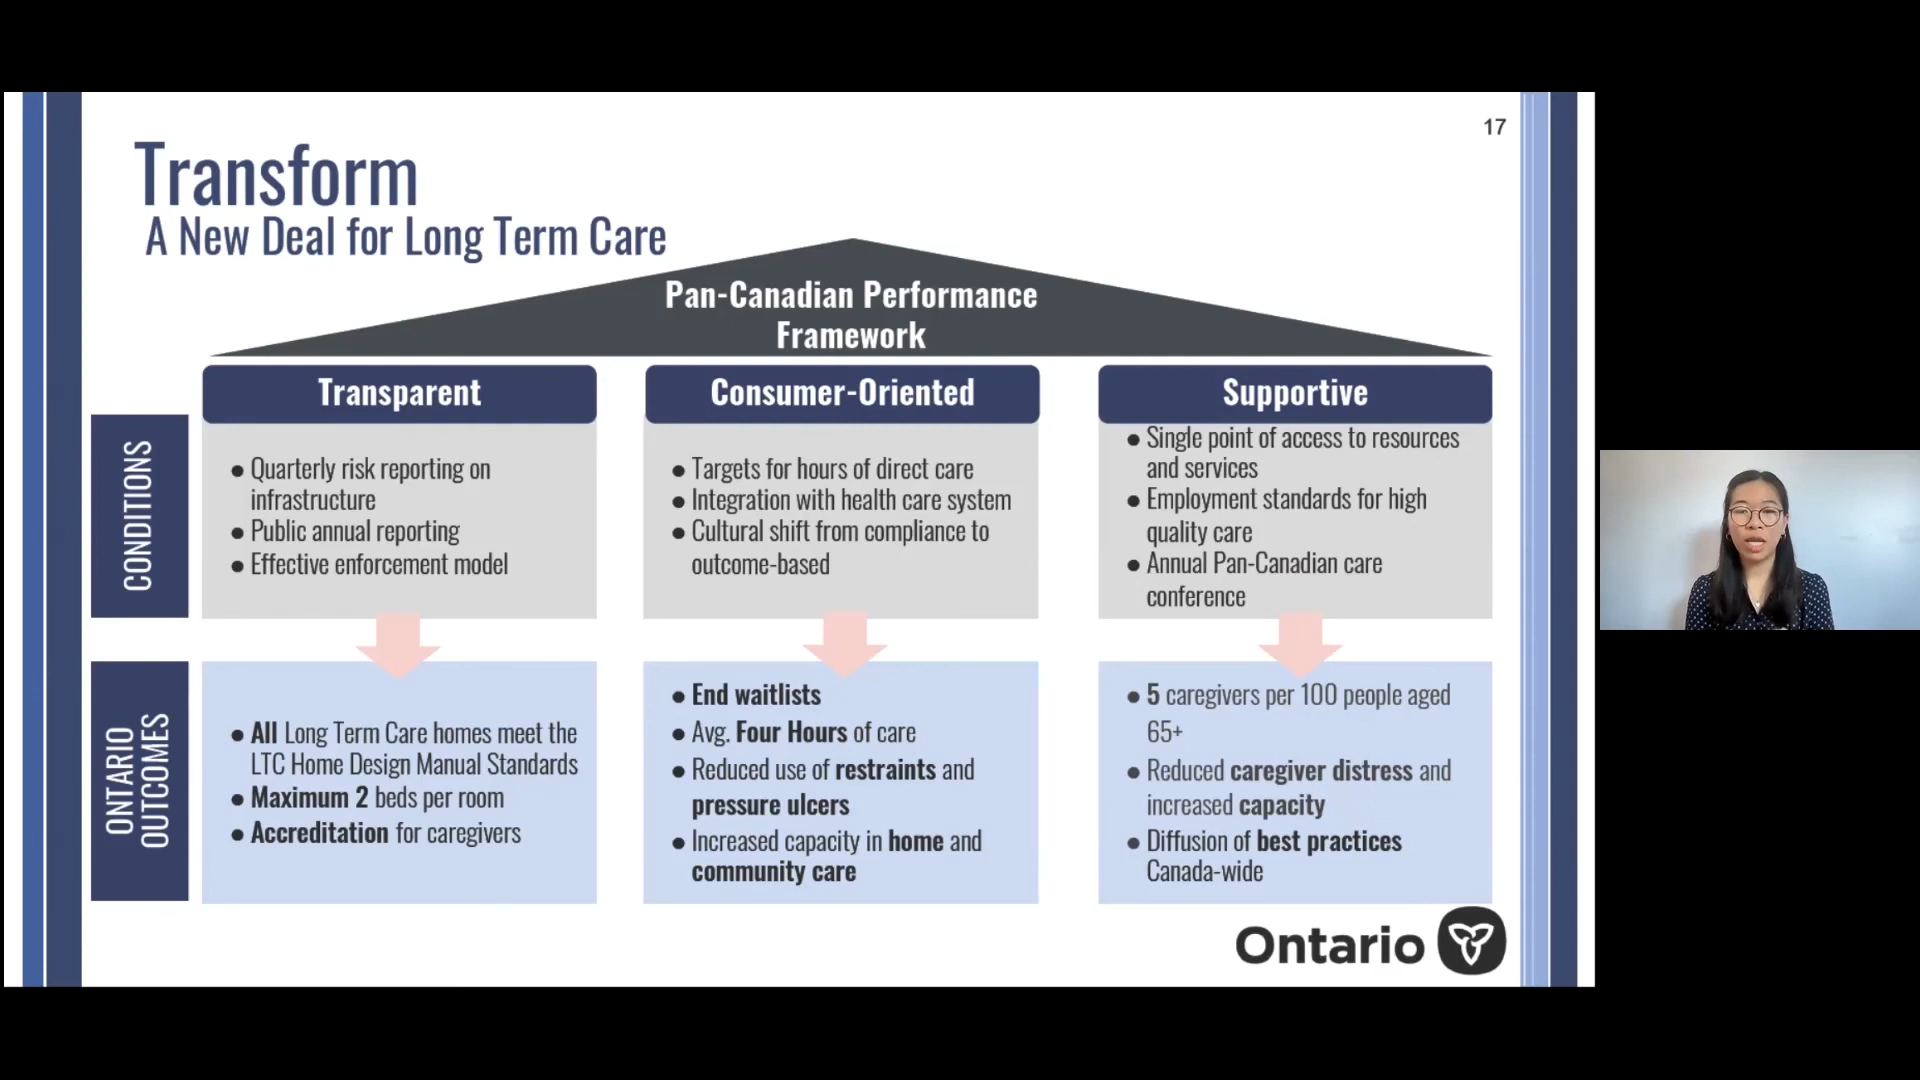 17
Transform
A New Deal for Long Term Care
Pan-Canadian Performance
Framework
Transparent
Consumer-Oriented
Supportive
CONDITIONS
● Quarterly risk reporting on
infrastructure
● Public annual reporting
● Effective enforcement model
● Targets for hours of direct care
● Integration with health care system
● Cultural shift from compliance to
outcome-based
● Single point of access to resources
and services
● Employment standards for high
quality care
● Annual Pan-Canadian care
conference
ONTARIO
OUTCOMES
● All Long Term Care homes meet the
LTC Home Design Manual Standards
● Maximum 2 beds per room
● Accreditation for caregivers
● End waitlists
● Avg. Four Hours of care
● Reduced use of restraints and
pressure ulcers
● Increased capacity in home and
community care
● 5 caregivers per 100 people aged
65+
● Reduced caregiver distress and
increased capacity
● Diffusion of best practices
Canada-wide
Ontario